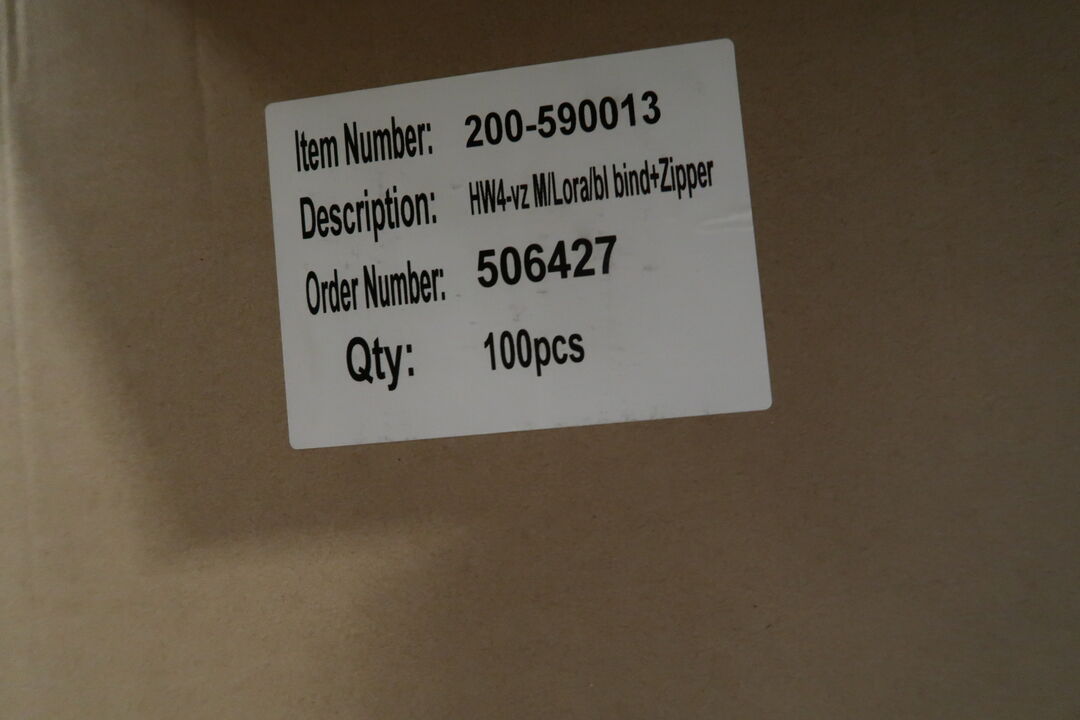 Item Number: 200-590013
Description: HW4-vz M/Lora/bl bind+Zipper
Order Number: 506427
Qty: 100pcs